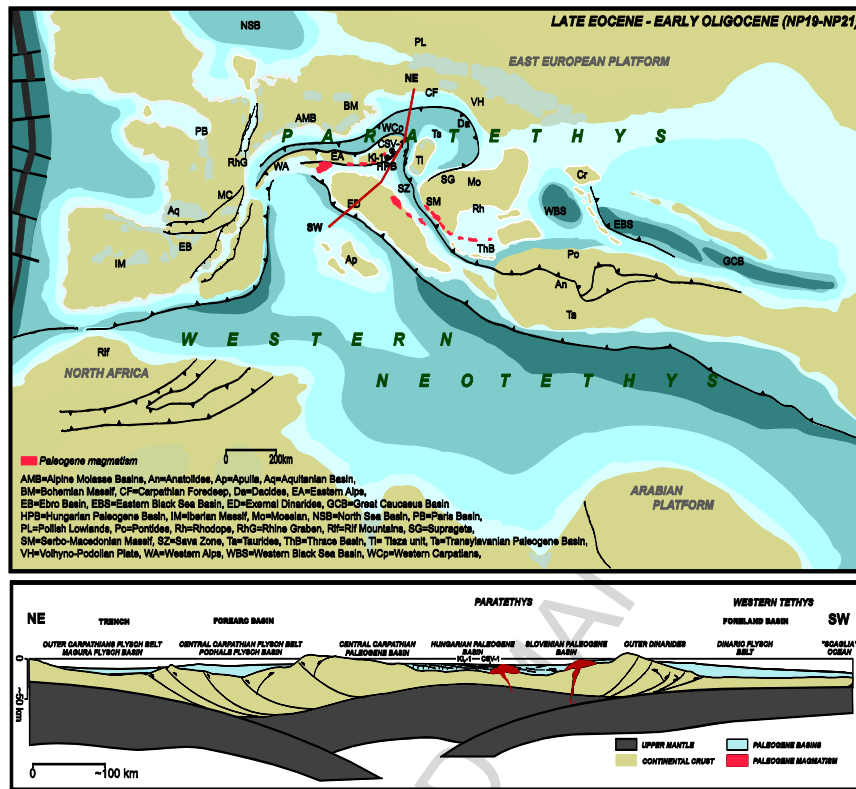 LATE EOCENE - EARLY OLIGOCENE (NP19-NP21)
NSB
PL
EAST EUROPEAN PLATFORM
NE
CF
VH
BM
AMB
WCp
Da
PB
P A R A T E T H Y S
Ts
CSV-1
RhG
EA
KI-1
HPB
TI
WA
SG
Mo
Cr
MC
SZ
SM
Aq
ED
Rh
WBS
EBS
SW
EB
ThB
Po
GCB
IM
Ap
An
Ta
W E S T E R N
Rif
NORTH AFRICA
N E O T E T H Y S
0 200km
Paleogene magmatism
ARABIAN
PLATFORM
AMB=Alpine Molasse Basins, An=Anatolides, Ap=Apulia, Aq=Aquitanian Basin,
BM=Bohemian Massif, CF=Carpathian Foredeep, Da=Dacides, EA=Eastern Alps,
EB=Ebro Basin, EBS=Eastern Black Sea Basin, ED=External Dinarides, GCB=Great Caucasus Basin
HPB=Hungarian Paleogene Basin, IM=Iberian Massif, Mo=Moesian, NSB=North Sea Basin, PB=Paris Basin,
PL=Polish Lowlands, Po=Pontides, Rh=Rhodope, RhG=Rhine Graben, Rif=Rif Mountains, SG=Suprageta,
SM=Serbo-Macedonian Massif, SZ=Sava Zone, Ta=Taurides, ThB=Thrace Basin, TI= Tisza unit, Ts=Transylavanian Paleogene Basin,
VH=Volhyno-Podolian Plate, WA=Western Alps, WBS=Western Black Sea Basin, WCp=Western Carpatians,
PARATETHYS WESTERN TETHYS
NE TRENCH FOREARC BASIN FORELAND BASIN SW
OUTER CARPATHIANS FLYSCH BELT CENTRAL CARPATHIAN FLYSCH BELT CENTRAL CARPATHIAN HUNGARIAN PALEOGENE SLOVENIAN PALEOGENE OUTER DINARIDES DINARIC FLYSCH "SCAGLIA"
MAGURA FLYSCH BASIN PODHALE FLYSCH BASIN PALEOGENE BASIN BASIN BASIN BELT OCEAN
KI-1 — CSV-1
0
~50 km
UPPER MANTLE PALEOGENE BASINS
CONTINENTAL CRUST PALEOGENE MAGMATISM
0 ~100 km
MAN
D